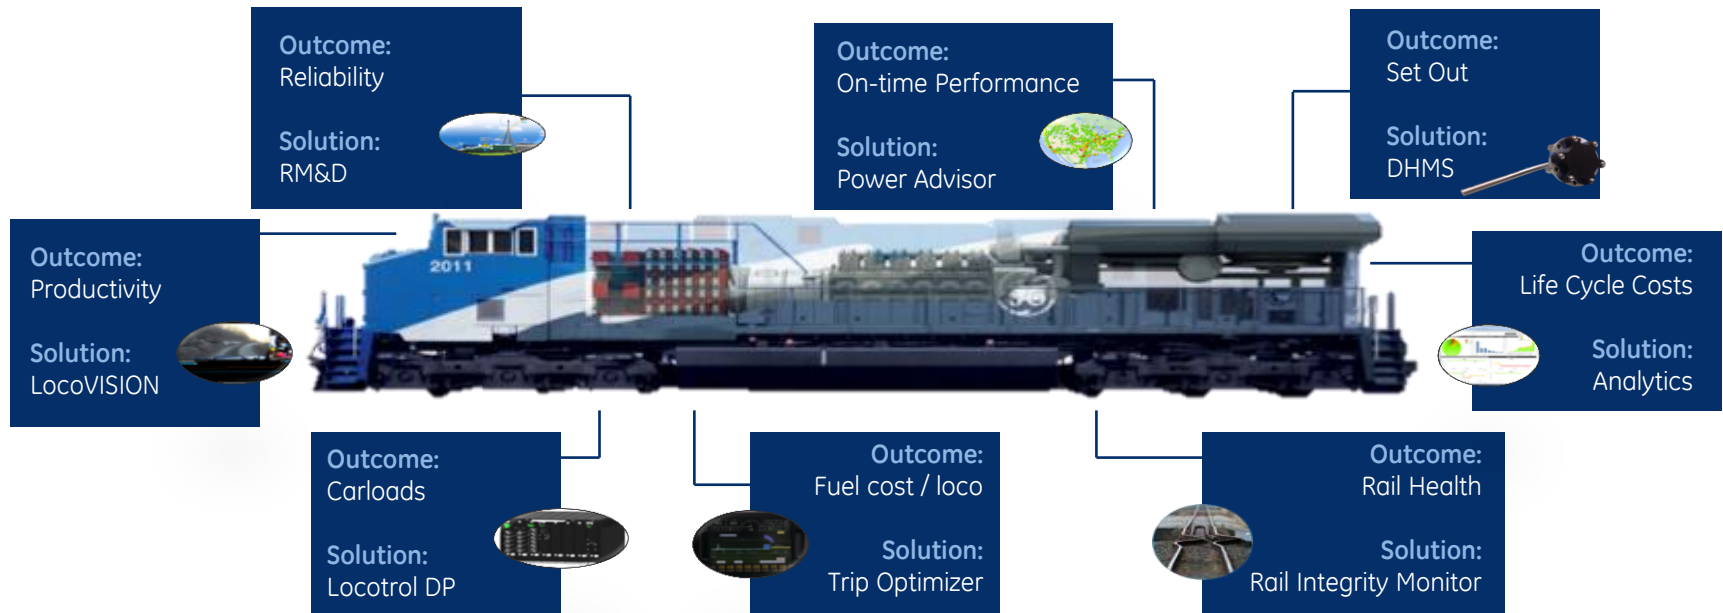 Outcome:
Reliability
Solution:
RM&D
Outcome:
On-time Performance
Solution:
Power Advisor
Outcome:
Set Out
Solution:
DHMS
Outcome:
Productivity
Solution:
LocoVISION
2011
Outcome:
Life Cycle Costs
Solution:
Analytics
Outcome:
Carloads
Solution:
Locotrol DP
Outcome:
Fuel cost / loco
Solution:
Trip Optimizer
Outcome:
Rail Health
Solution:
Rail Integrity Monitor